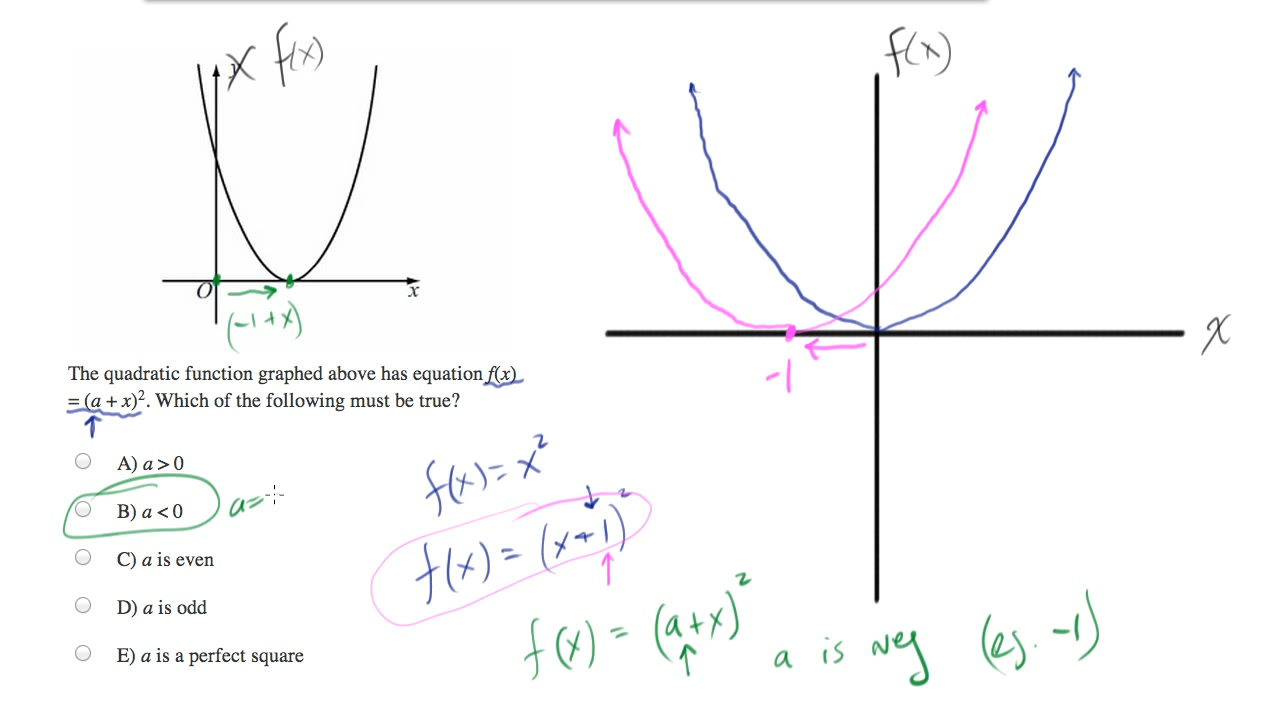 x f(x)
O
x
(-1+x)
f(x)
x
-1
The quadratic function graphed above has equation f(x)
= (a + x)². Which of the following must be true?
A) a > 0
B) a < 0
a=-
C) a is even
D) a is odd
E) a is a perfect square
f(x) = x²
f(x) = (x+1)²
f(x) = (a+x)² a is neg (eg. -1)